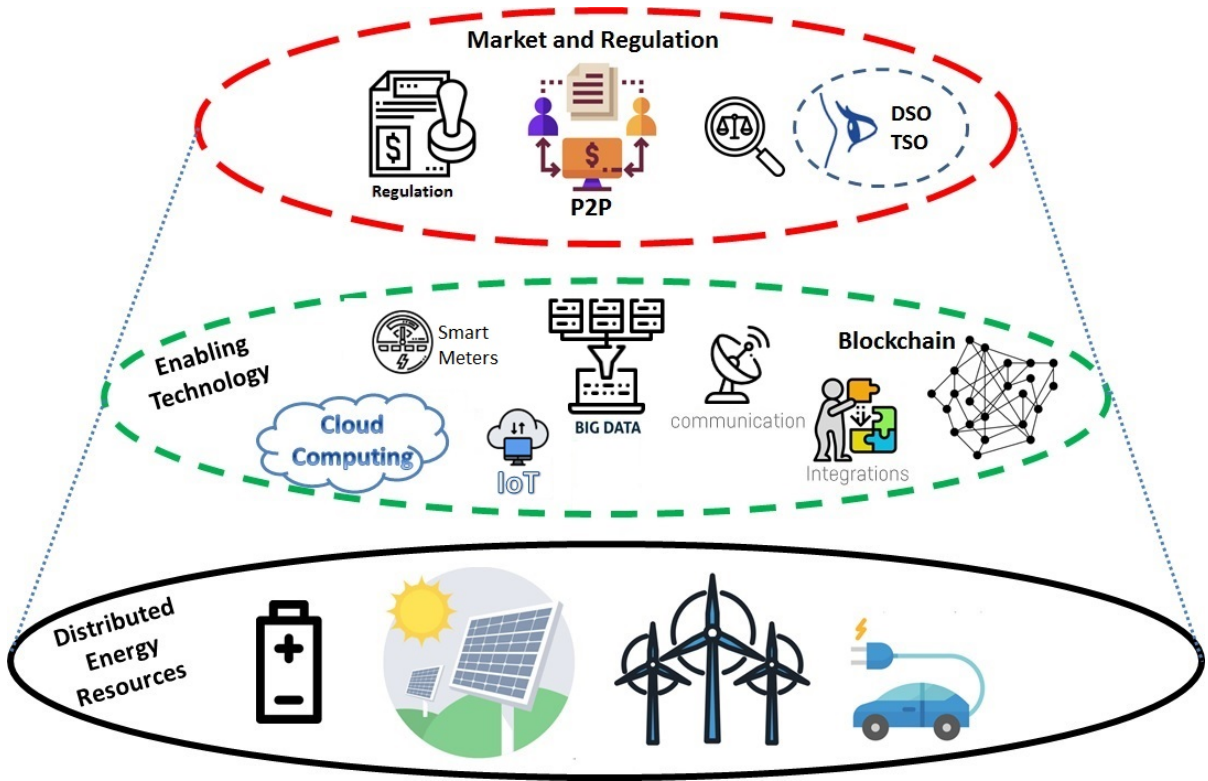 Market and Regulation
DSO
TSO
$
$
Regulation
P2P
Enabling
Technology
Smart
Meters
Blockchain
Cloud
Computing
IoT
BIG DATA
communication
Integrations
Distributed
Energy
Resources